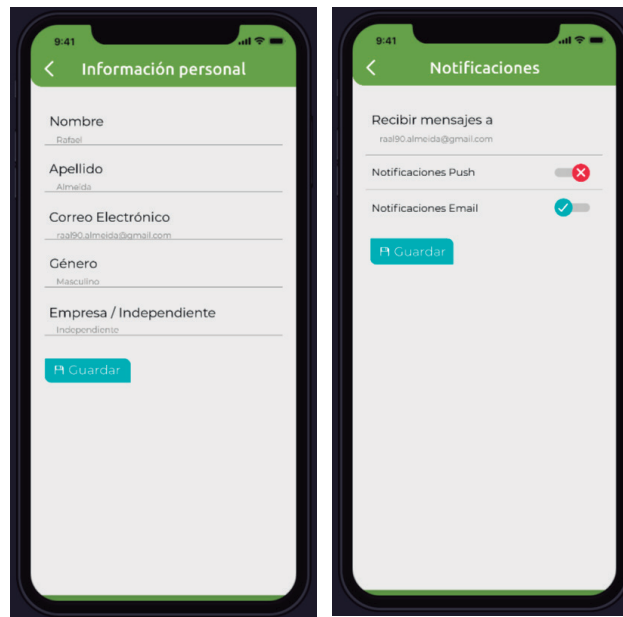 9:41
Información personal
Nombre
Rafael
Apellido
Almeida
Correo Electrónico
raal90.almeida@gmail.com
Género
Masculino
Empresa / Independiente
Independiente
Guardar
9:41
Notificaciones
Recibir mensajes a
raal90.almeida@gmail.com
Notificaciones Push
Notificaciones Email
Guardar